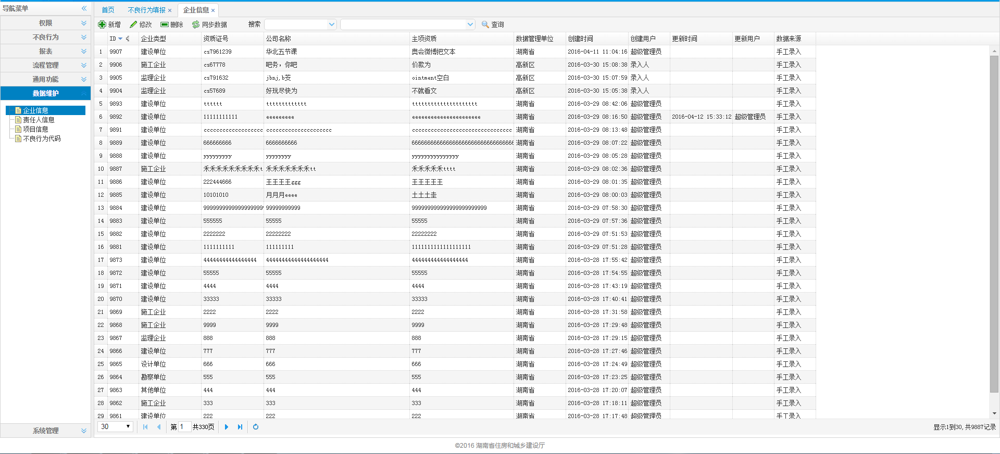 导航菜单
权限
不良行为
报表
流程管理
通用功能
数据维护
企业信息
责任人信息
项目信息
不良行为代码
系统管理
首页 不良行为填报 企业信息
新增 修改 删除 同步数据 搜索 查询
ID 企业类型 资质证号 公司名称 主项资质 数据管理单位 创建时间 创建用户 更新时间 更新用户 数据来源
1 9907 建设单位 cs7961239 华北五节课 奥会微博把文本 湖南省 2016-04-11 11:04:16 超级管理员 手工录入
2 9906 施工企业 cs67778 吧务，你吧 价款为 高新区 2016-03-30 15:08:38 录入人 手工录入
3 9905 监理企业 cs791632 jbnj,b芰 ointment空白 高新区 2016-03-30 15:07:59 录入人 手工录入
4 9904 监理企业 cs57689 好玩尽快为 不就看文 高新区 2016-03-30 15:05:38 录入人 手工录入
5 9893 建设单位 tttttt ttttttttttttt ttttttttttttttttttttt 湖南省 2016-03-29 08:42:06 超级管理员 手工录入
6 9892 建设单位 11111111111 eeeeeeeee eeeeeeeeeeeeeeeeeeeeee 湖南省 2016-03-29 08:16:50 超级管理员 2016-04-12 15:33:12 超级管理员 手工录入
7 9891 建设单位 ccccccccccccccccccc ccccccccccccccccccccc cccccccccccccccccccccccccccccccc 湖南省 2016-03-29 08:13:48 超级管理员 手工录入
8 9889 建设单位 666666666 6666666666 666666666666666666666666666666666 湖南省 2016-03-29 08:07:22 超级管理员 手工录入
9 9888 建设单位 yyyyyyyyy yyyyyyyy yyyyyyyyyyyyyyy 湖南省 2016-03-29 08:05:28 超级管理员 手工录入
10 9887 施工企业 禾禾禾禾禾禾禾禾禾t 禾禾禾禾禾禾禾tt 禾禾禾禾禾tttt 湖南省 2016-03-29 08:02:36 超级管理员 手工录入
11 9886 建设单位 222444666 王王王王ggg 王王王王王 湖南省 2016-03-29 08:01:35 超级管理员 手工录入
12 9885 建设单位 10101010 月月月eeee 土土土圭 湖南省 2016-03-29 08:00:03 超级管理员 手工录入
13 9884 建设单位 9999999999999999999 99999999999 999999999999999999999999 湖南省 2016-03-29 07:58:30 超级管理员 手工录入
14 9883 建设单位 555555 55555 55555 湖南省 2016-03-29 07:57:36 超级管理员 手工录入
15 9882 建设单位 2222222 22222222 22222222 湖南省 2016-03-29 07:51:53 超级管理员 手工录入
16 9881 建设单位 1111111111 111111111 1111111111111111111 湖南省 2016-03-29 07:51:28 超级管理员 手工录入
17 9873 建设单位 44444444444444444 44444444444444444444 444444444444444444 湖南省 2016-03-28 17:55:42 超级管理员 手工录入
18 9872 建设单位 55555 55555 55555 湖南省 2016-03-28 17:54:55 超级管理员 手工录入
19 9871 建设单位 4444 4444 4444 湖南省 2016-03-28 17:43:19 超级管理员 手工录入
20 9870 建设单位 33333 33333 33333 湖南省 2016-03-28 17:40:41 超级管理员 手工录入
21 9869 施工企业 2222 2222 2222 湖南省 2016-03-28 17:31:58 超级管理员 手工录入
22 9868 施工企业 9999 9999 9999 湖南省 2016-03-28 17:29:48 超级管理员 手工录入
23 9867 监理企业 888 888 888 湖南省 2016-03-28 17:29:15 超级管理员 手工录入
24 9866 建设单位 777 777 777 湖南省 2016-03-28 17:27:46 超级管理员 手工录入
25 9865 设计单位 666 666 666 湖南省 2016-03-28 17:24:49 超级管理员 手工录入
26 9864 勘察单位 555 555 555 湖南省 2016-03-28 17:23:25 超级管理员 手工录入
27 9863 其他单位 444 444 444 湖南省 2016-03-28 17:20:07 超级管理员 手工录入
28 9862 施工企业 333 333 333 湖南省 2016-03-28 17:18:11 超级管理员 手工录入
29 9861 建设单位 222 222 222 湖南省 2016-03-28 17:17:48 超级管理员 手工录入
30 第 1 共330页 显示1到30, 共9887记录
©2016 湖南省住房和城乡建设厅